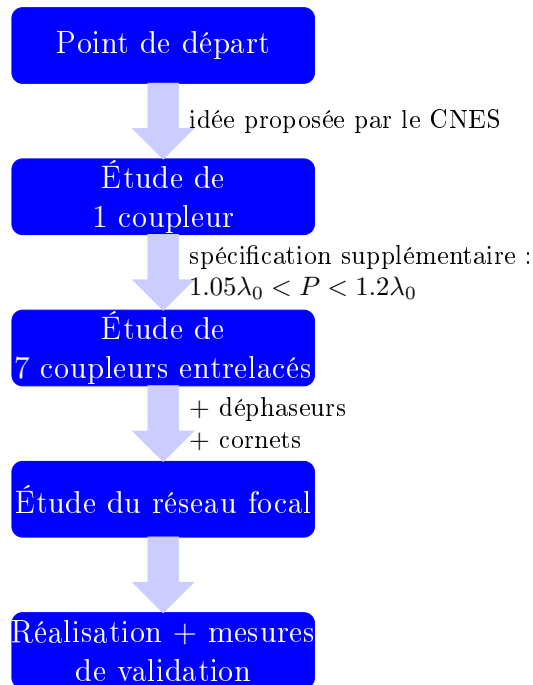 Point de départ
idée proposée par le CNES
Étude de
1 coupleur
spécification supplémentaire :
1.05λ₀ < P < 1.2λ₀
Étude de
7 coupleurs entrelacés
+ déphaseurs
+ cornets
Étude du réseau focal
Réalisation + mesures
de validation